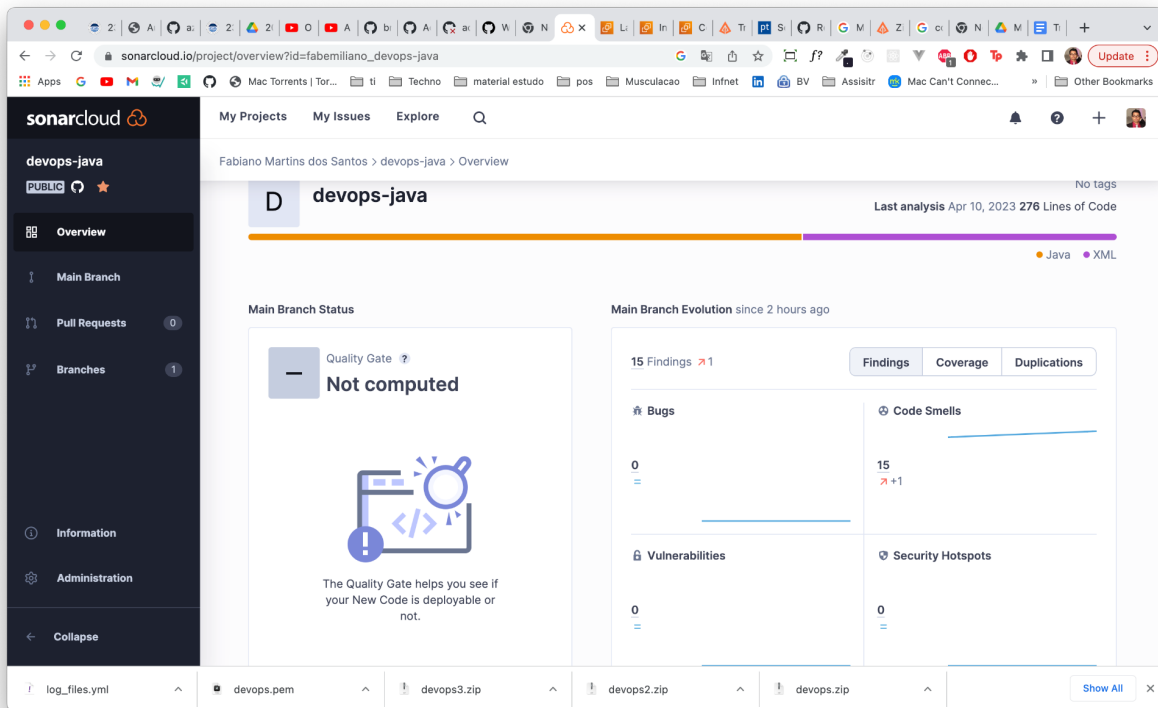 sonarcloud.io/project/overview?id=fabemiliano_devops-java
Update
Apps
Mac Torrents | Tor...
ti
Techno
material estudo
pos
Musculacao
Infnet
BV
Assisitr
Mac Can't Connec...
»
Other Bookmarks
sonarcloud
My Projects
My Issues
Explore
devops-java
PUBLIC
Fabiano Martins dos Santos > devops-java > Overview
Overview
Main Branch
Pull Requests 0
Branches 1
Information
Administration
Collapse
D
devops-java
No tags
Last analysis Apr 10, 2023 276 Lines of Code
Java
XML
Main Branch Status
Quality Gate ?
Not computed
The Quality Gate helps you see if
your New Code is deployable or
not.
Main Branch Evolution since 2 hours ago
15 Findings 1
Findings
Coverage
Duplications
Bugs
0
=
Code Smells
15
+1
Vulnerabilities
0
=
Security Hotspots
0
=
log_files.yml
devops.pem
devops3.zip
devops2.zip
devops.zip
Show All